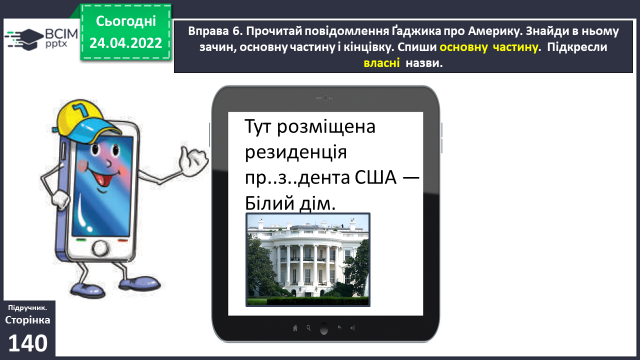 Сьогодні
24.04.2022
BCIM
pptx
Вправа 6. Прочитай повідомлення Ґаджика про Америку. Знайди в ньому
зачин, основну частину і кінцівку. Спиши основну частину. Підкресли
власні назви.
Тут розміщена
резиденція
пр..з..дента США —
Білий дім.
Підручник.
Сторінка
140